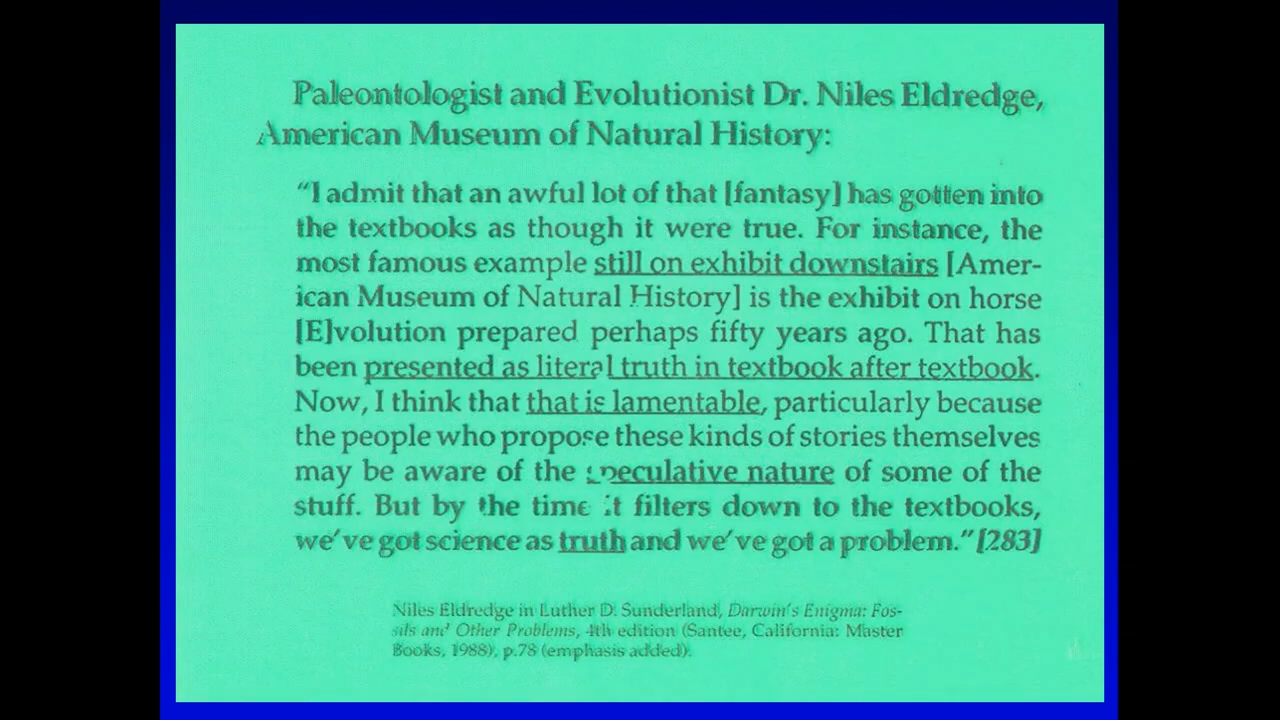 Paleontologist and Evolutionist Dr. Niles Eldredge,
American Museum of Natural History:
"I admit that an awful lot of that [fantasy] has gotten into
the textbooks as though it were true. For instance, the
most famous example still on exhibit downstairs [Amer-
ican Museum of Natural History] is the exhibit on horse
[E]volution prepared perhaps fifty years ago. That has
been presented as literal truth in textbook after textbook.
Now, I think that that is lamentable, particularly because
the people who propose these kinds of stories themselves
may be aware of the speculative nature of some of the
stuff. But by the time it filters down to the textbooks,
we've got science as truth and we've got a problem." [283]
Niles Eldredge in Luther D. Sunderland, Darwin's Enigma: Fos-
sils and Other Problems, 4th edition (Santee, California: Master
Books, 1988), p.78 (emphasis added).